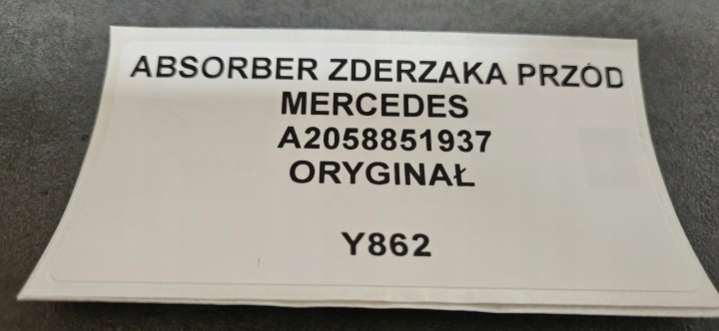 ABSORBER ZDERZAKA PRZÓD
MERCEDES
A2058851937
ORYGINAŁ
Y862